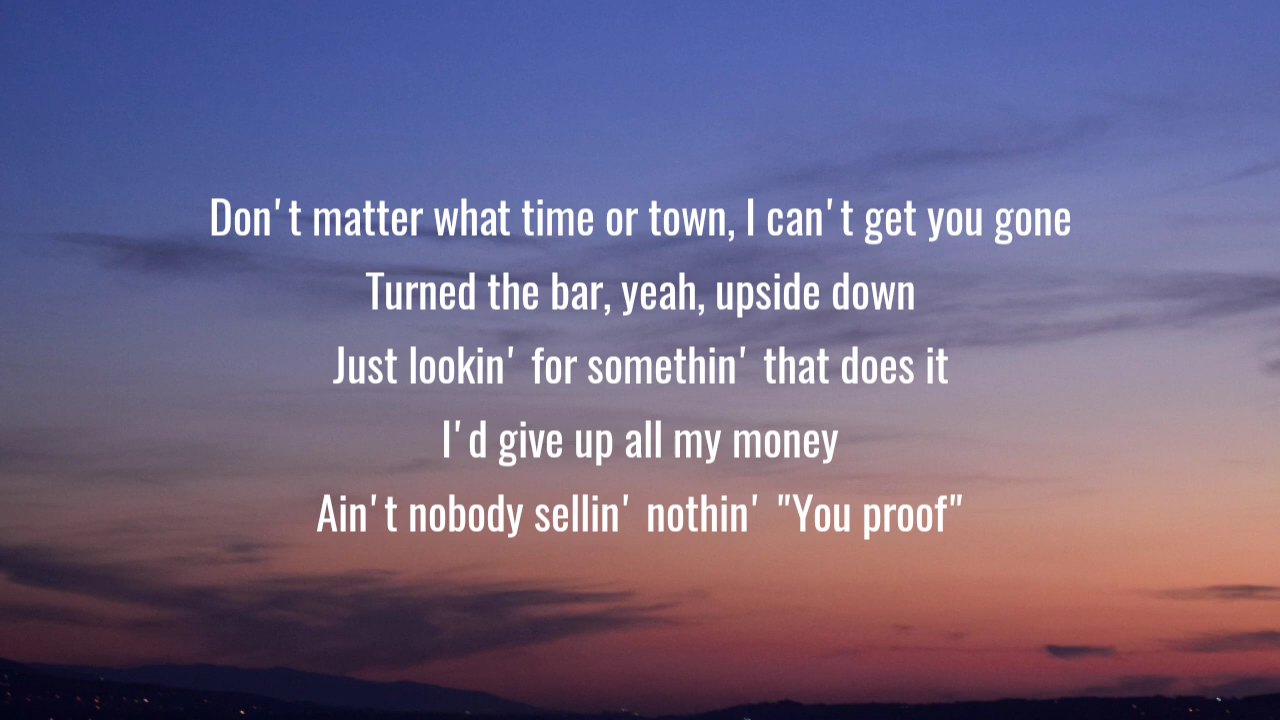 Don't matter what time or town, I can't get you gone
Turned the bar, yeah, upside down
Just lookin' for somethin' that does it
I'd give up all my money
Ain't nobody sellin' nothin' "You proof"